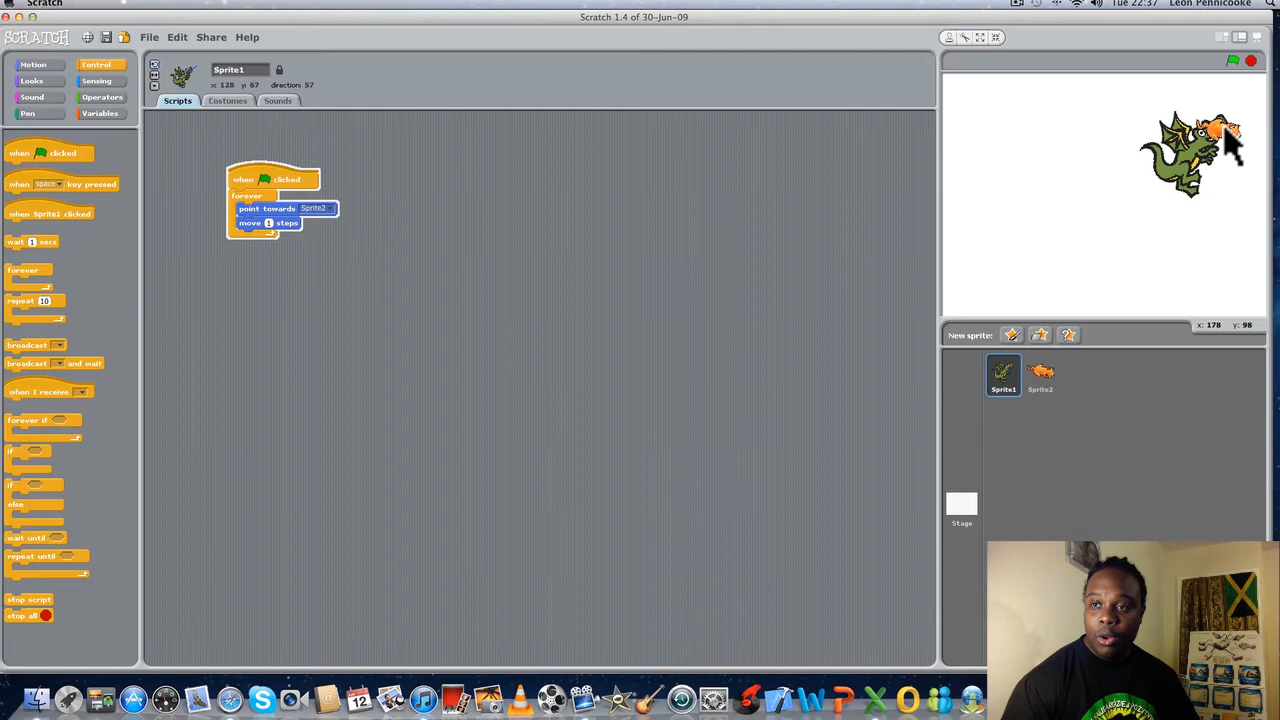 Scratch
Tue 22:37
Leon Pennicooke
Scratch 1.4 of 30-Jun-09
SCRATCH
File Edit Share Help
Motion Control
Looks Sensing
Sound Operators
Pen Variables
Sprite1
x: 128 y: 67 direction: 57
Scripts Costumes Sounds
when clicked
when space key pressed
when Sprite1 clicked
wait 1 secs
forever
repeat 10
broadcast
broadcast and wait
when I receive
forever if
if
if
else
wait until
repeat until
stop script
stop all
when clicked
forever
point towards Sprite2
move 1 steps
x: 178 y: 98
New sprite:
Sprite1
Sprite2
Stage
12